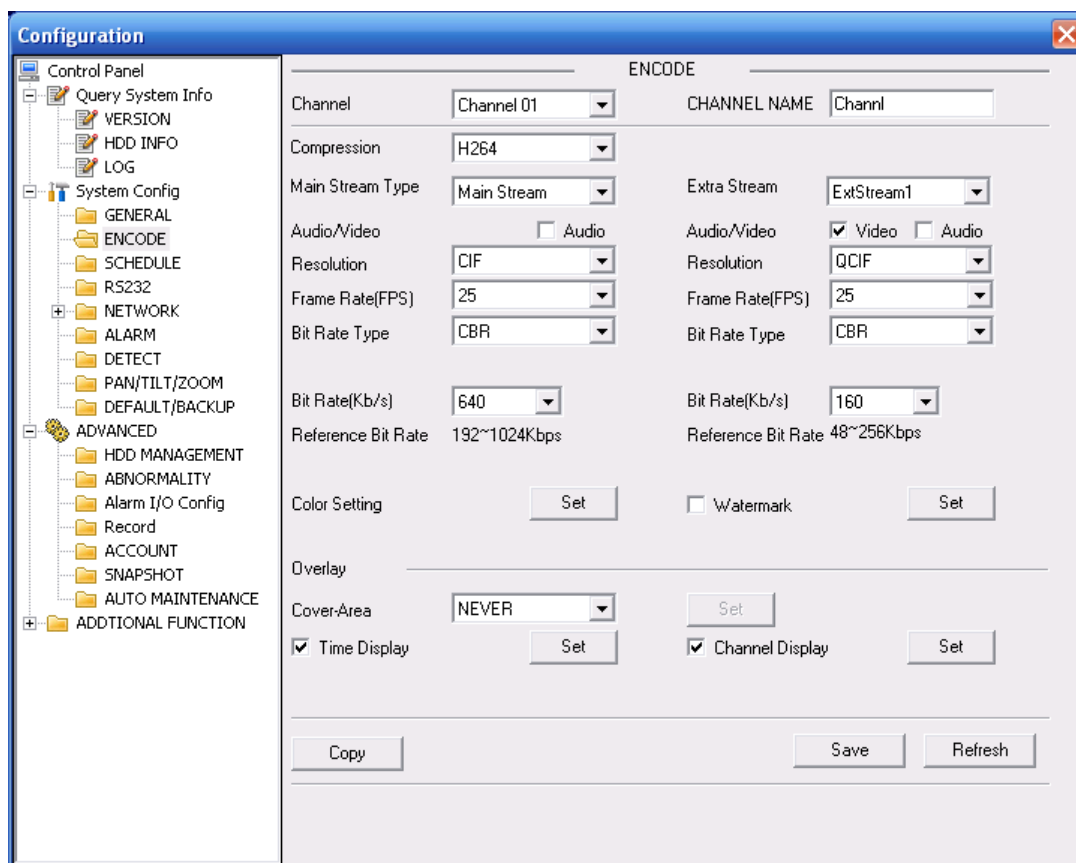 Configuration
Control Panel
Query System Info
VERSION
HDD INFO
LOG
System Config
GENERAL
ENCODE
SCHEDULE
RS232
NETWORK
ALARM
DETECT
PAN/TILT/ZOOM
DEFAULT/BACKUP
ADVANCED
HDD MANAGEMENT
ABNORMALITY
Alarm I/O Config
Record
ACCOUNT
SNAPSHOT
AUTO MAINTENANCE
ADDTIONAL FUNCTION
ENCODE
Channel Channel 01 CHANNEL NAME Channl
Compression H264
Main Stream Type Main Stream Extra Stream ExtStream1
Audio/Video Audio Audio/Video Video Audio
Resolution CIF Resolution QCIF
Frame Rate(FPS) 25 Frame Rate(FPS) 25
Bit Rate Type CBR Bit Rate Type CBR
Bit Rate(Kb/s) 640 Bit Rate(Kb/s) 160
Reference Bit Rate 192~1024Kbps Reference Bit Rate 48~256Kbps
Color Setting Set Watermark Set
Overlay
Cover-Area NEVER Set
Time Display Set Channel Display Set
Copy Save Refresh